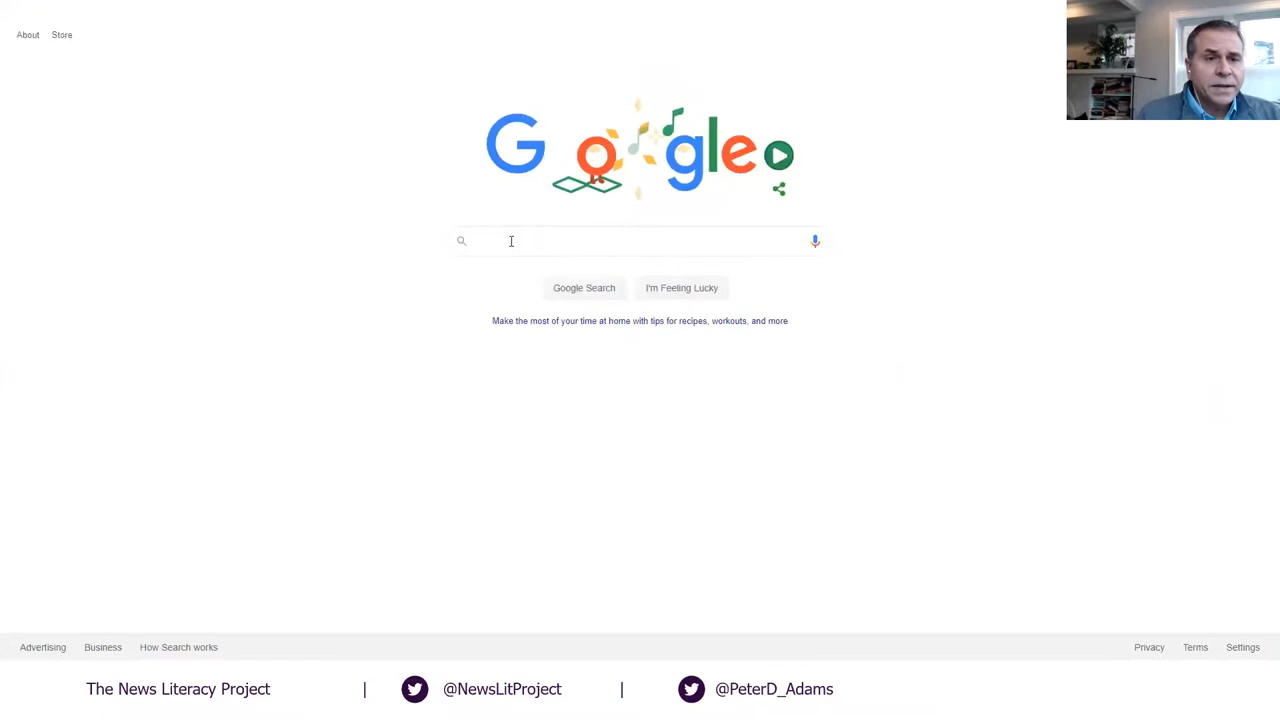 About Store
Google
Google Search I'm Feeling Lucky
Make the most of your time at home with tips for recipes, workouts, and more
Advertising Business How Search works Privacy Terms Settings
The News Literacy Project | @NewsLitProject | @PeterD_Adams